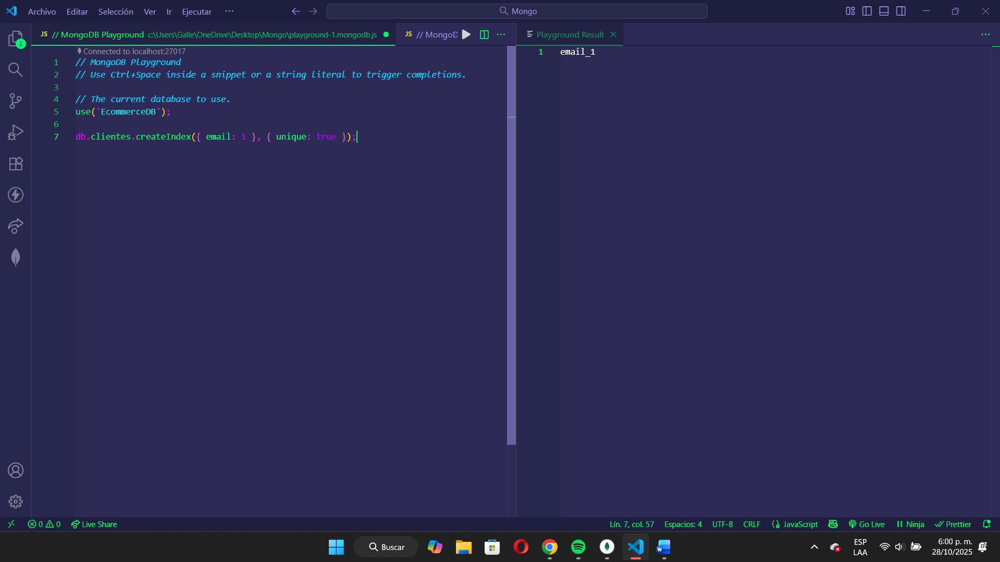 Archivo Editar Selección Ver Ir Ejecutar ···
Mongo
JS // MongoDB Playground c:\Users\Galle\OneDrive\Desktop\Mongo\playground-1.mongodb.js
JS // MongoD
Playground Result
2
Connected to localhost:27017
1 // MongoDB Playground
2 // Use Ctrl+Space inside a snippet or a string literal to trigger completions.
3
4 // The current database to use.
5 use('EcommerceDB');
6
7 db.clientes.createIndex({ email: 1 }, { unique: true });
1 email_1
0 0 Live Share
Lín. 7, col. 57 Espacios: 4 UTF-8 CRLF JavaScript Go Live Ninja Prettier
Buscar
ESP
LAA
6:00 p. m.
28/10/2025